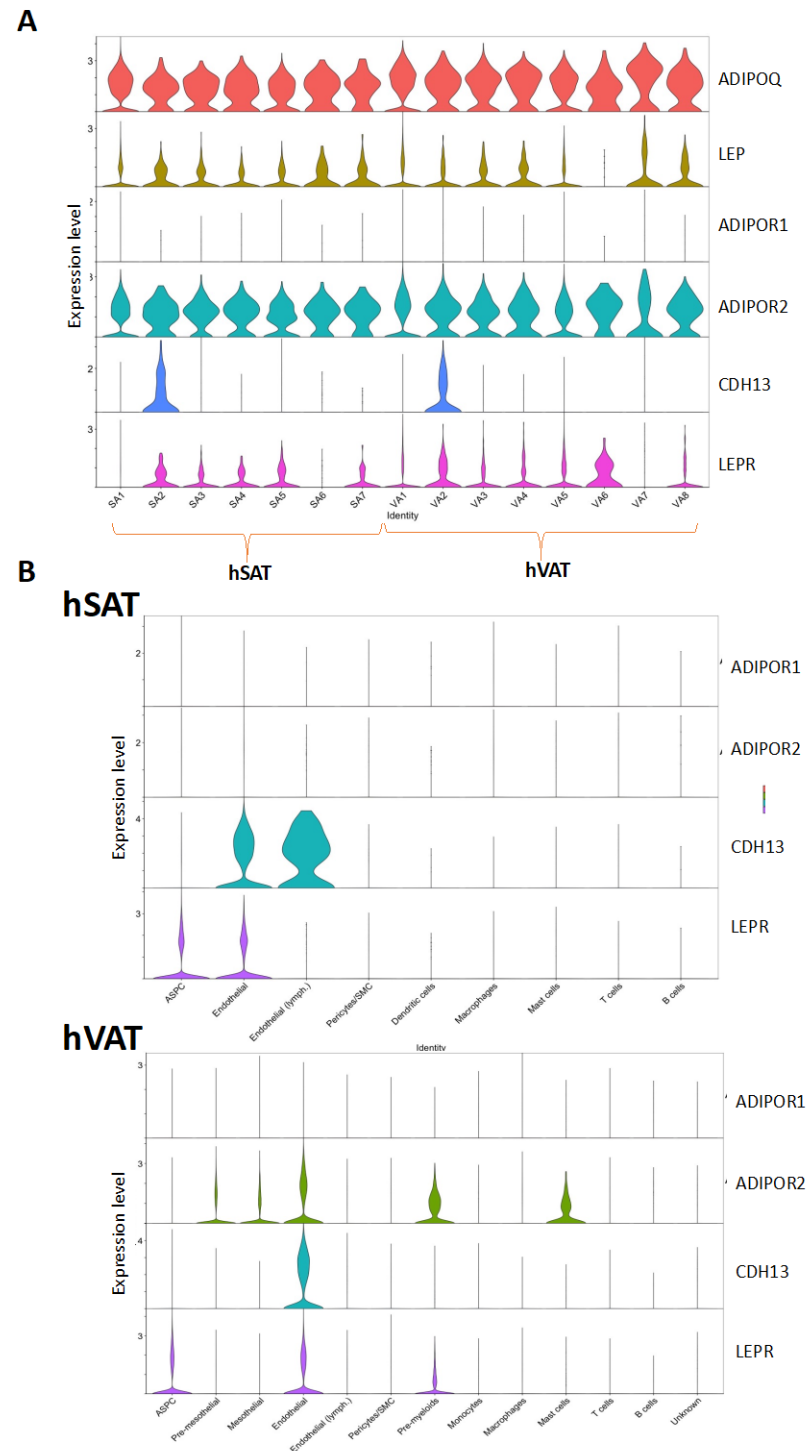 A
3
ADIPOQ
3
LEP
2
ADIPOR1
3
ADIPOR2
2
CDH13
3
LEPR
Expression level
SA1 SA2 SA3 SA4 SA5 SA6 SA7 VA1 VA2 VA3 VA4 VA5 VA6 VA7 VA8
Identity
hSAT hVAT
B
hSAT
2
ADIPOR1
2
ADIPOR2
4
CDH13
3
LEPR
Expression level
ASPC Endothelial Endothelial (lymph.) Pericytes/SMC Dendritic cells Macrophages Mast cells T cells B cells
Identity
hVAT
3
ADIPOR1
3
ADIPOR2
4
CDH13
3
LEPR
Expression level
ASPC Pre-mesothelial Mesothelial Endothelial Endothelial (lymph.) Pericytes/SMC Pre-myeloids Monocytes Macrophages Mast cells T cells B cells Unknown